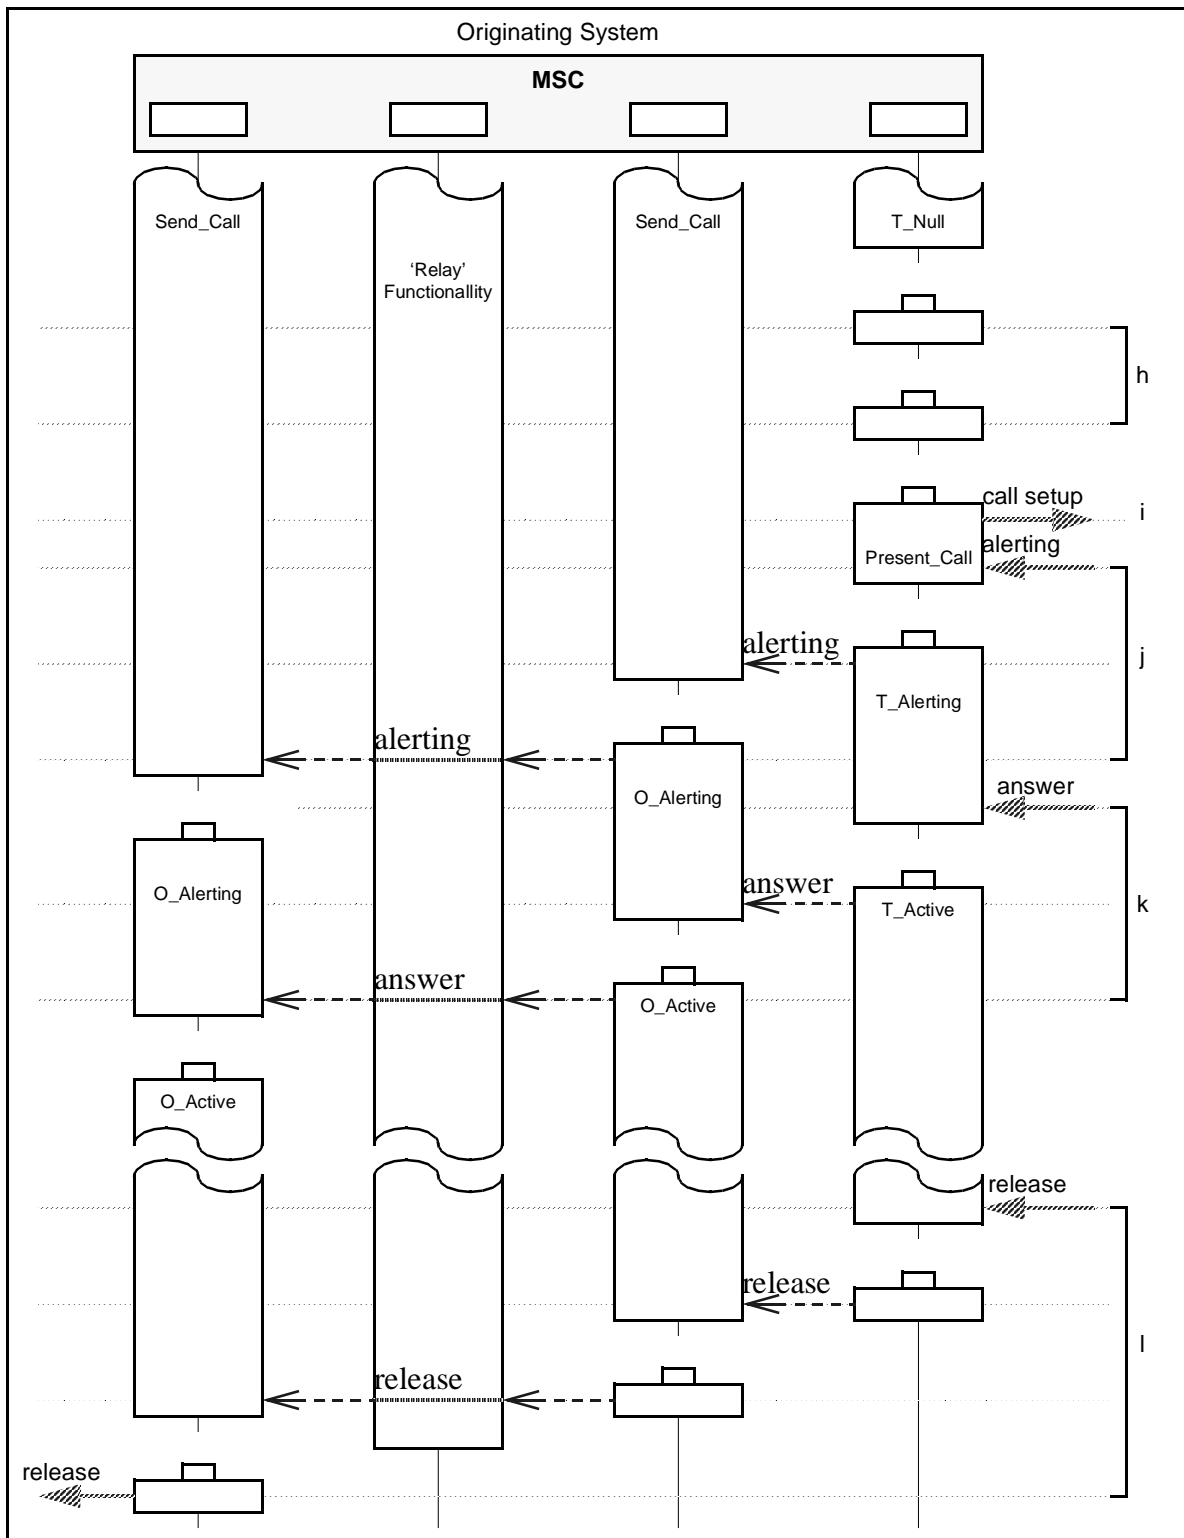 Originating System
MSC
Send_Call
Send_Call
T_Null
‘Relay’
Functionallity
h
call setup
i
alerting
Present_Call
alerting
j
T_Alerting
alerting
answer
O_Alerting
answer
O_Alerting
T_Active
k
answer
O_Active
O_Active
release
release
l
release
release